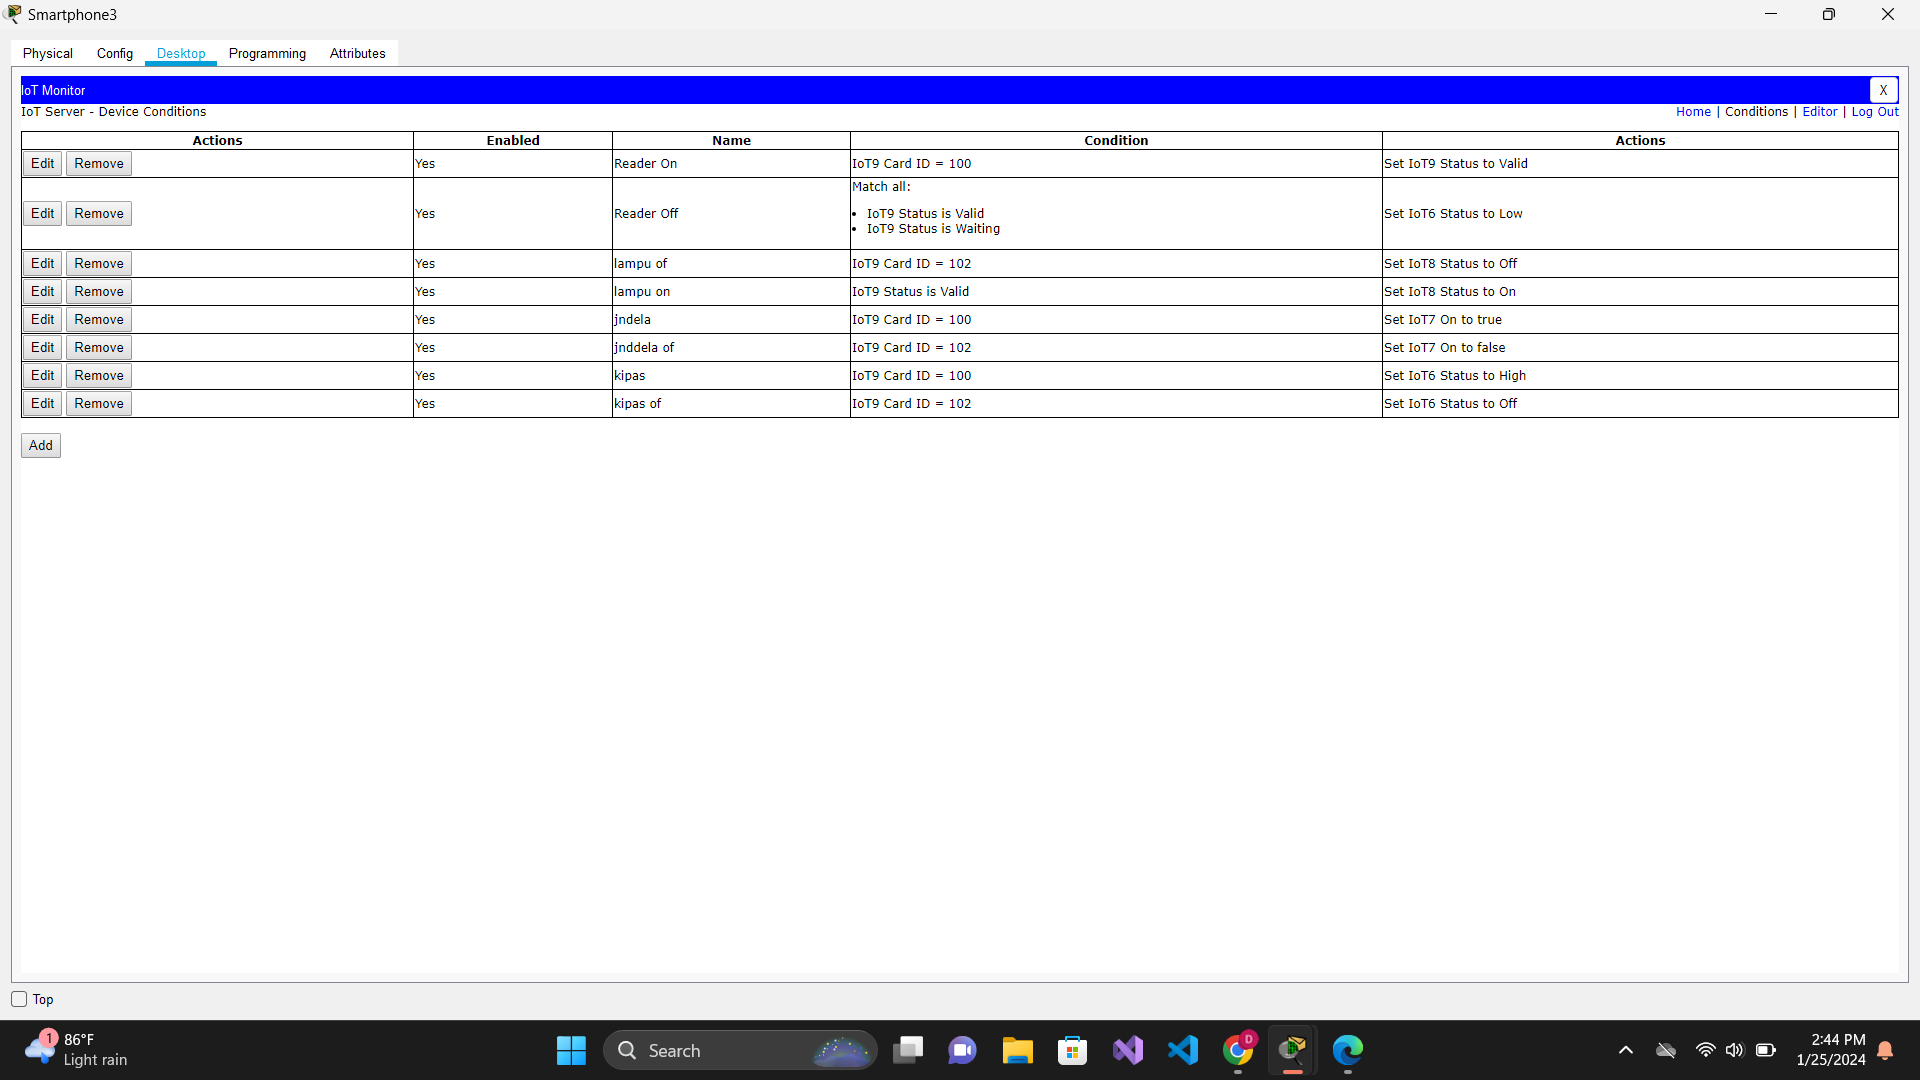 Smartphone3
Physical Config Desktop Programming Attributes
IoT Monitor X
IoT Server - Device Conditions Home | Conditions | Editor | Log Out
Actions Enabled Name Condition Actions
Edit Remove Yes Reader On IoT9 Card ID = 100 Set IoT9 Status to Valid
Match all:
Edit Remove Yes Reader Off • IoT9 Status is Valid Set IoT6 Status to Low
• IoT9 Status is Waiting
Edit Remove Yes lampu of IoT9 Card ID = 102 Set IoT8 Status to Off
Edit Remove Yes lampu on IoT9 Status is Valid Set IoT8 Status to On
Edit Remove Yes jndela IoT9 Card ID = 100 Set IoT7 On to true
Edit Remove Yes jnddela of IoT9 Card ID = 102 Set IoT7 On to false
Edit Remove Yes kipas IoT9 Card ID = 100 Set IoT6 Status to High
Edit Remove Yes kipas of IoT9 Card ID = 102 Set IoT6 Status to Off
Add
Top
1 86°F Search D 2:44 PM
Light rain 1/25/2024